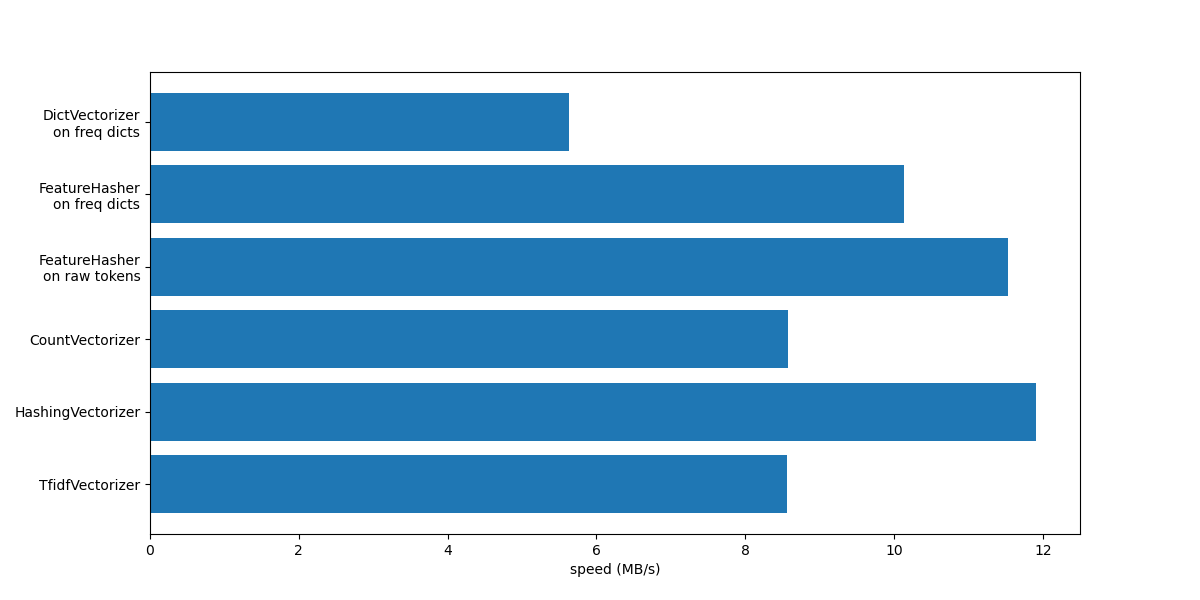 DictVectorizer
on freq dicts
FeatureHasher
on freq dicts
FeatureHasher
on raw tokens
CountVectorizer
HashingVectorizer
TfidfVectorizer
0 2 4 6 8 10 12
speed (MB/s)